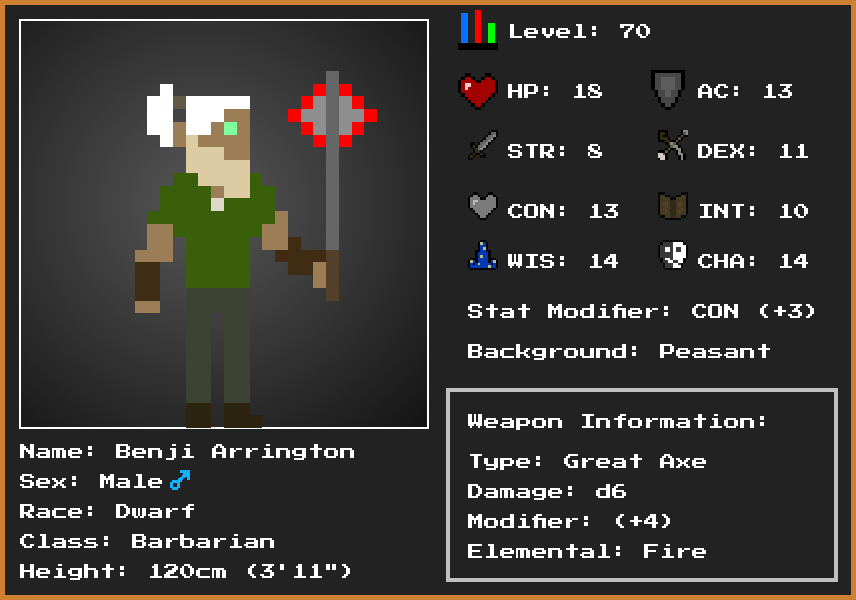 Level: 70
HP: 18
AC: 13
STR: 8
DEX: 11
CON: 13
INT: 10
WIS: 14
CHA: 14
Stat Modifier: CON (+3)
Background: Peasant
Weapon Information:
Type: Great Axe
Damage: d6
Modifier: (+4)
Elemental: Fire
Name: Benji Arrington
Sex: Male ♂
Race: Dwarf
Class: Barbarian
Height: 120cm (3'11")